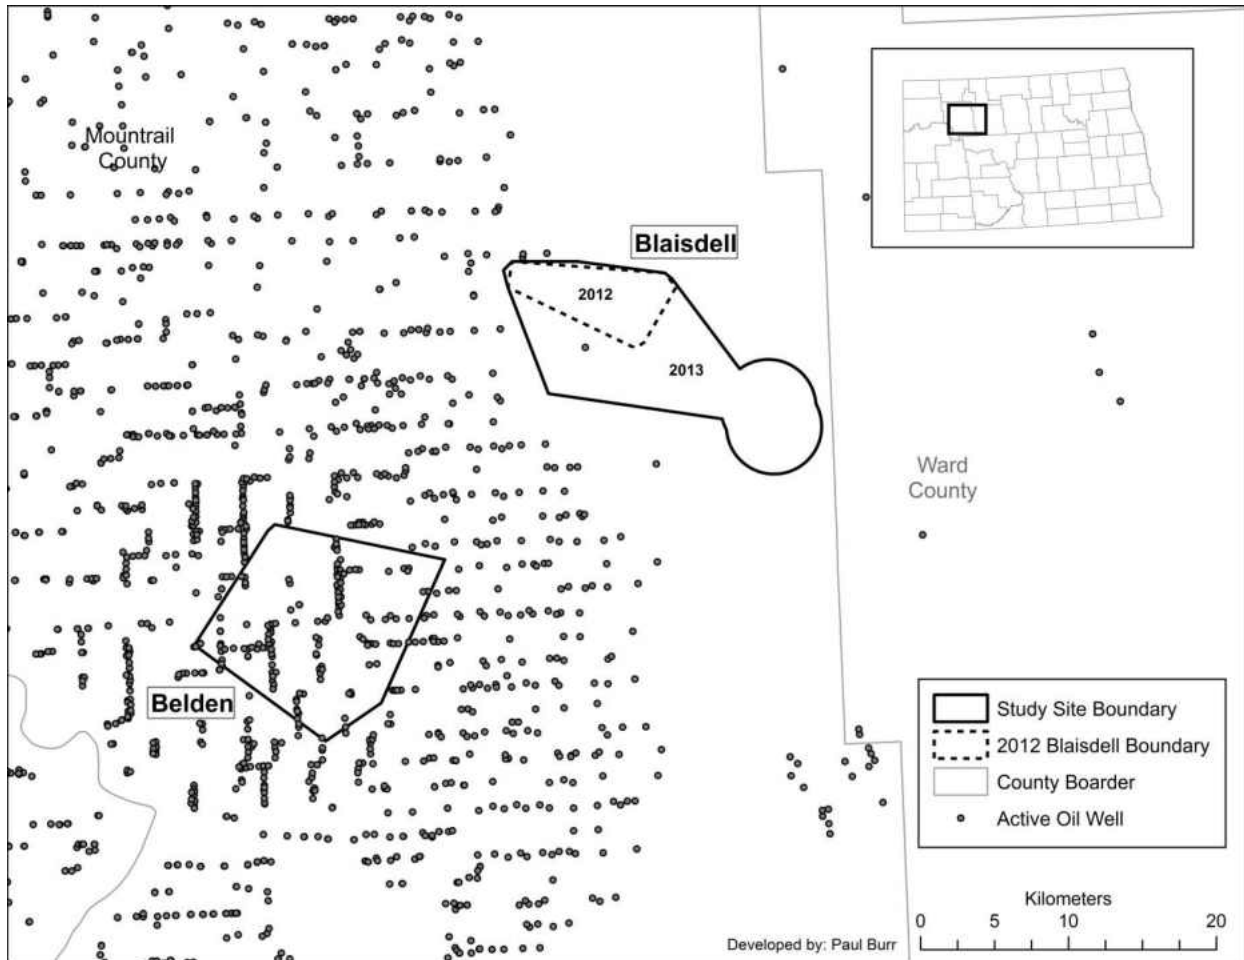 Mountrail
County
Blaisdell
2012
2013
Ward
County
Belden
Study Site Boundary
2012 Blaisdell Boundary
County Boarder
Active Oil Well
Kilometers
0 5 10 20
Developed by: Paul Burr